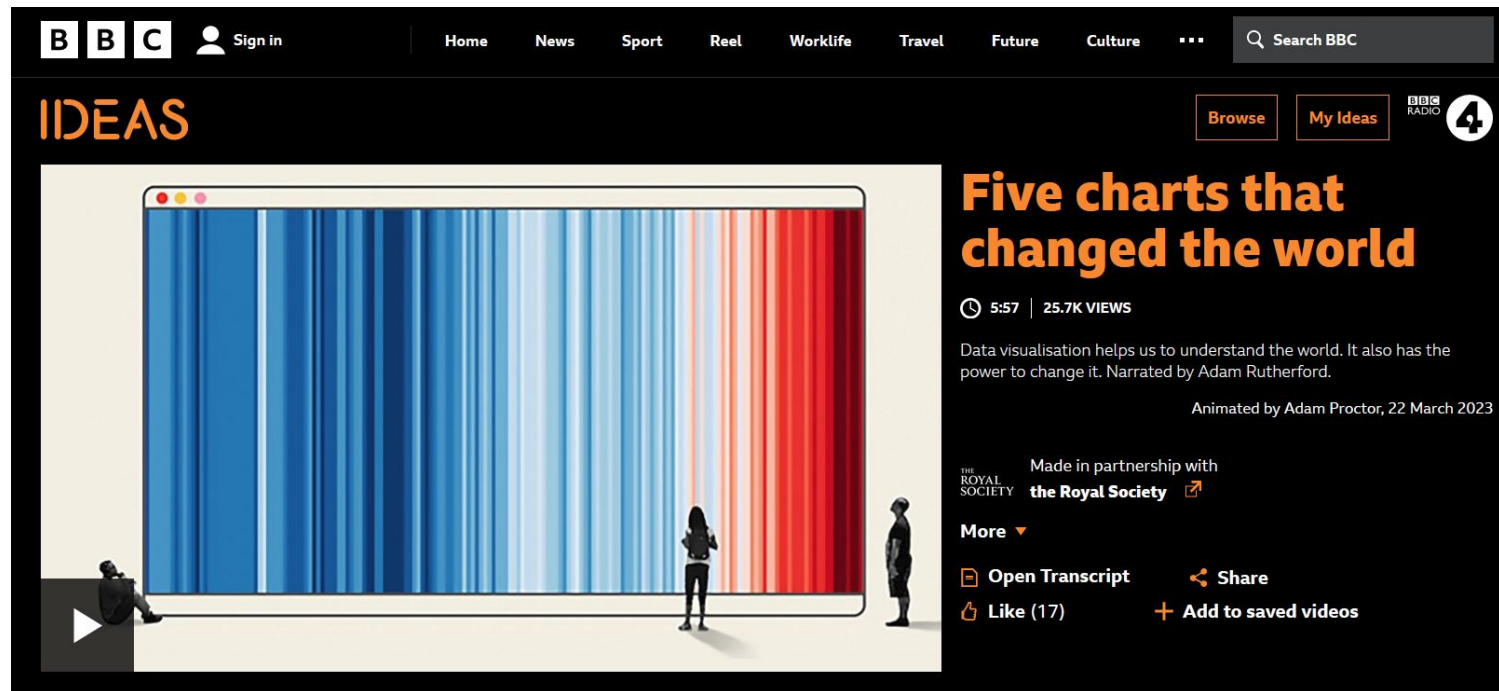 BBC Sign in Home News Sport Reel Worklife Travel Future Culture ... Search BBC
IDEAS Browse My Ideas BBC RADIO 4
Five charts that
changed the world
5:57 | 25.7K VIEWS
Data visualisation helps us to understand the world. It also has the
power to change it. Narrated by Adam Rutherford.
Animated by Adam Proctor, 22 March 2023
THE
ROYAL
SOCIETY
Made in partnership with
the Royal Society
More
Open Transcript Share
Like (17) + Add to saved videos